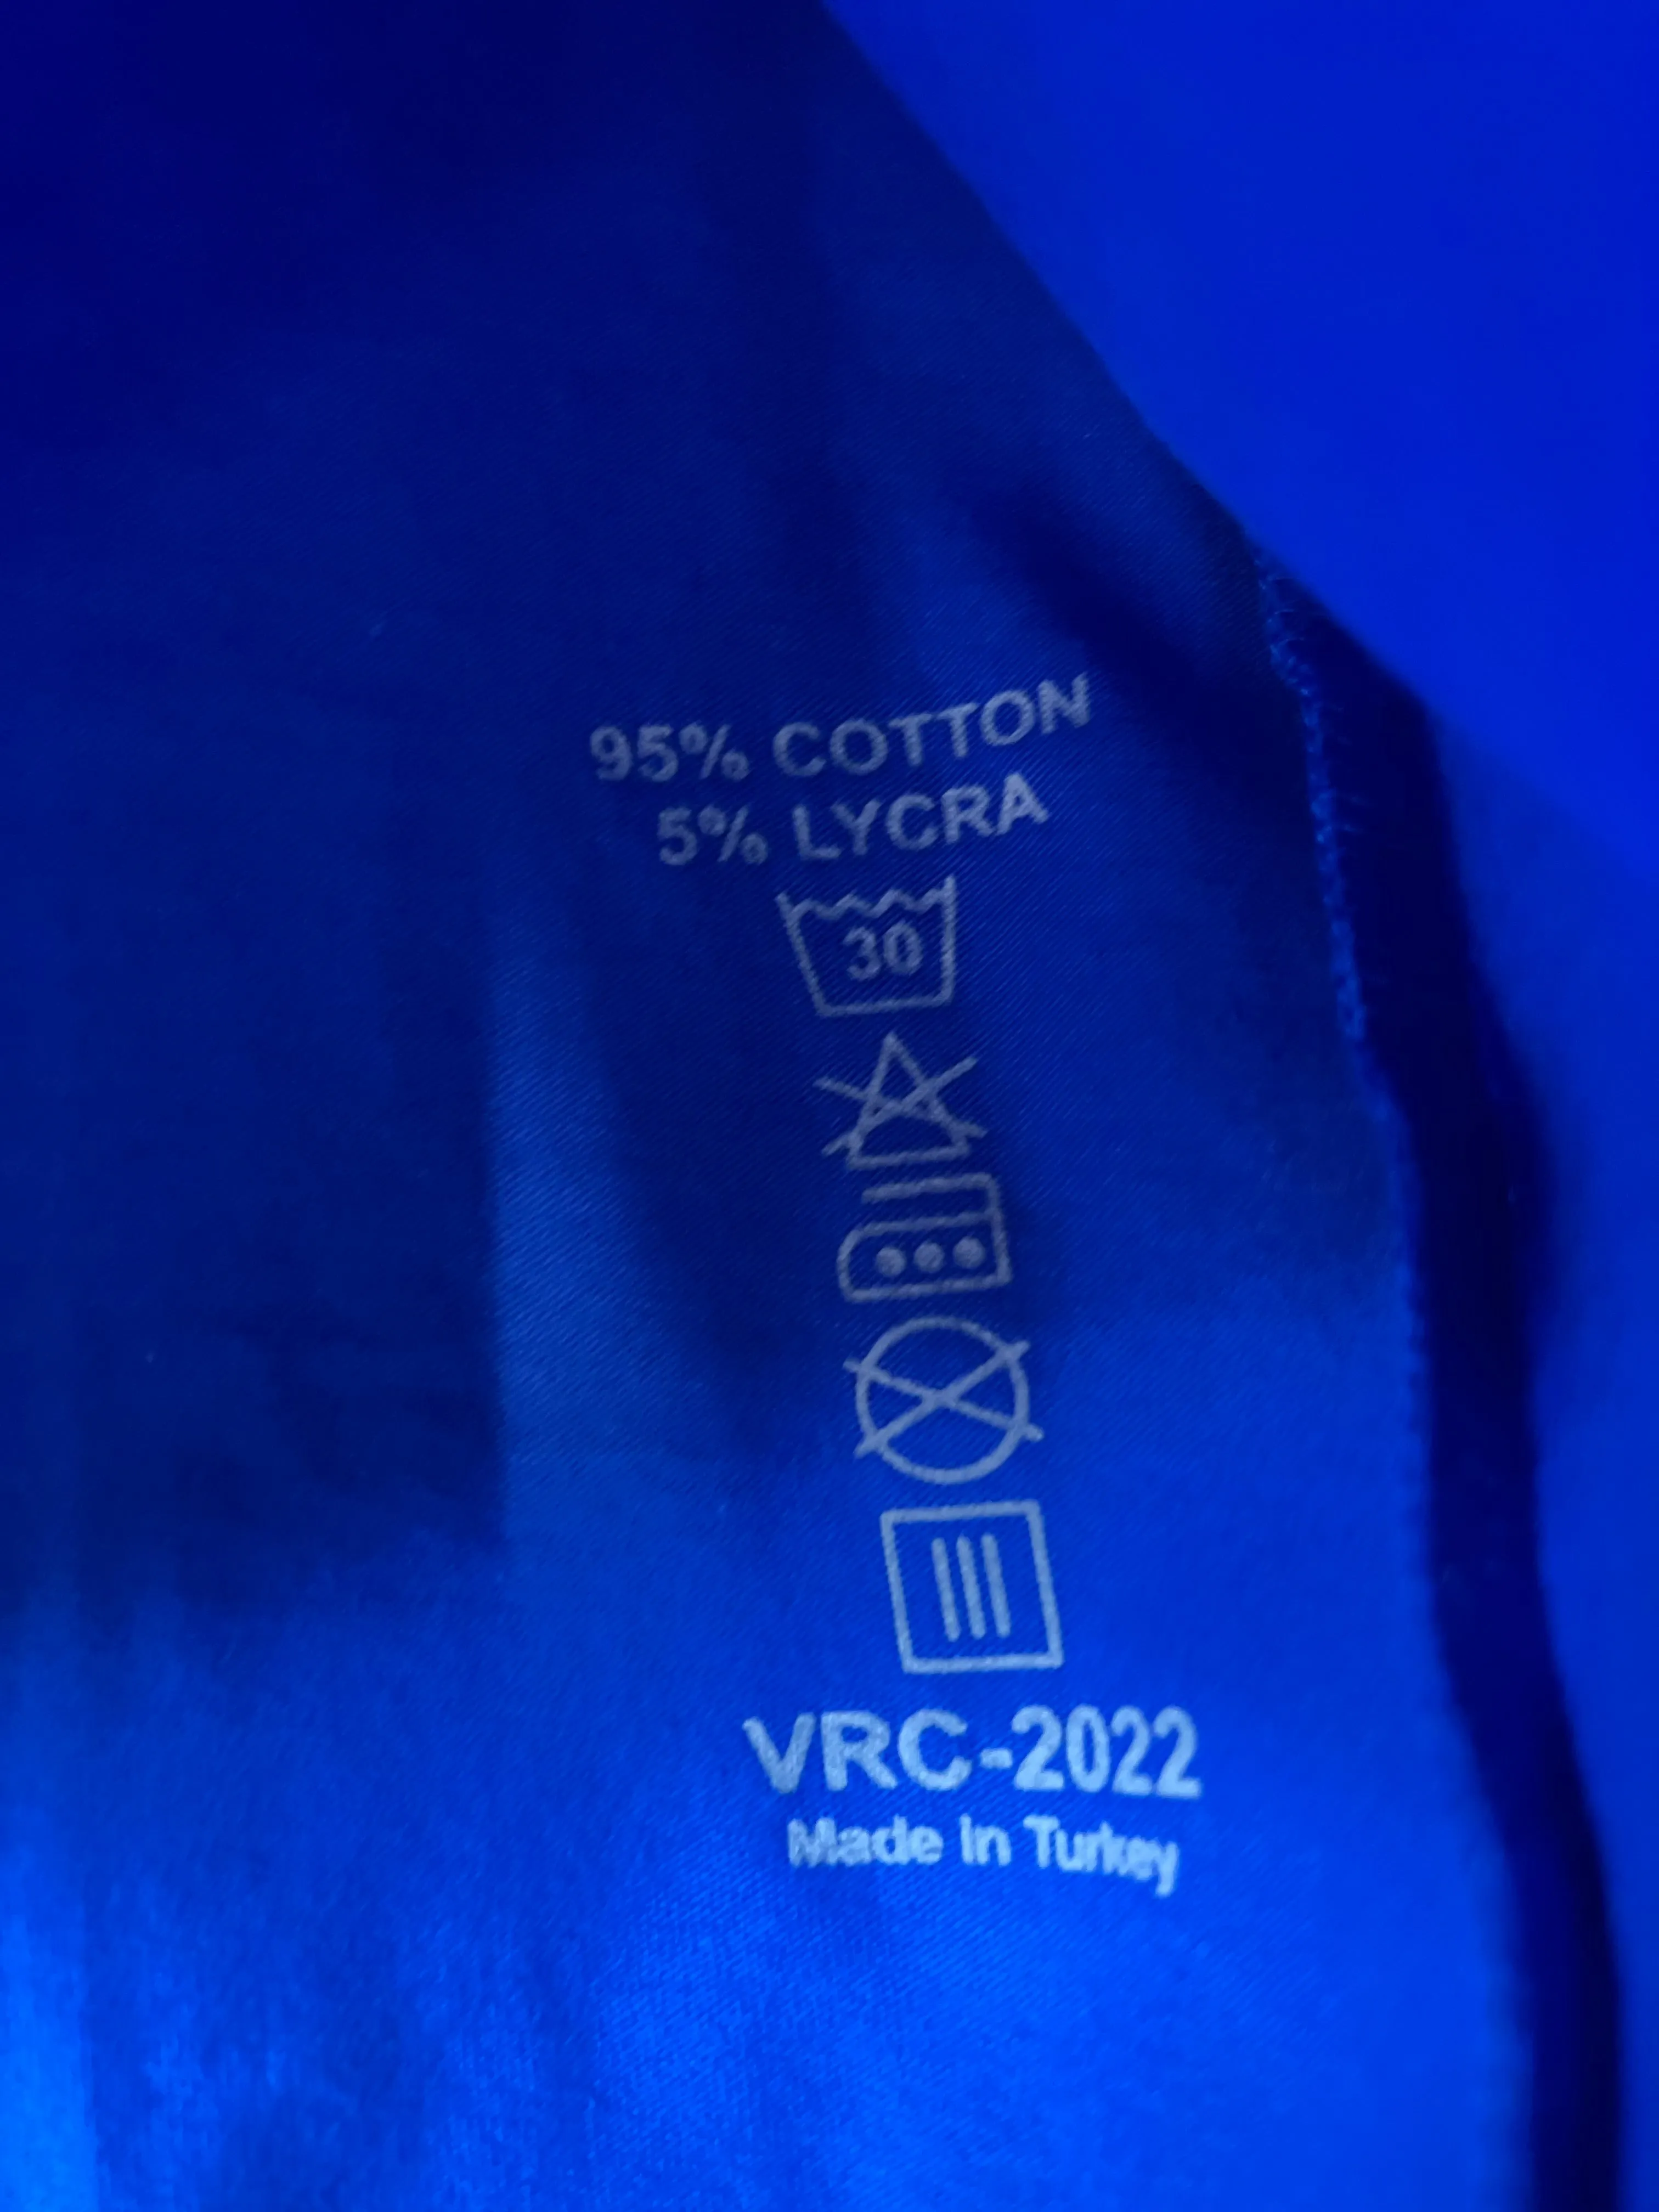 95% COTTON
5% LYCRA
30
VRC-2022
Made in Turkey